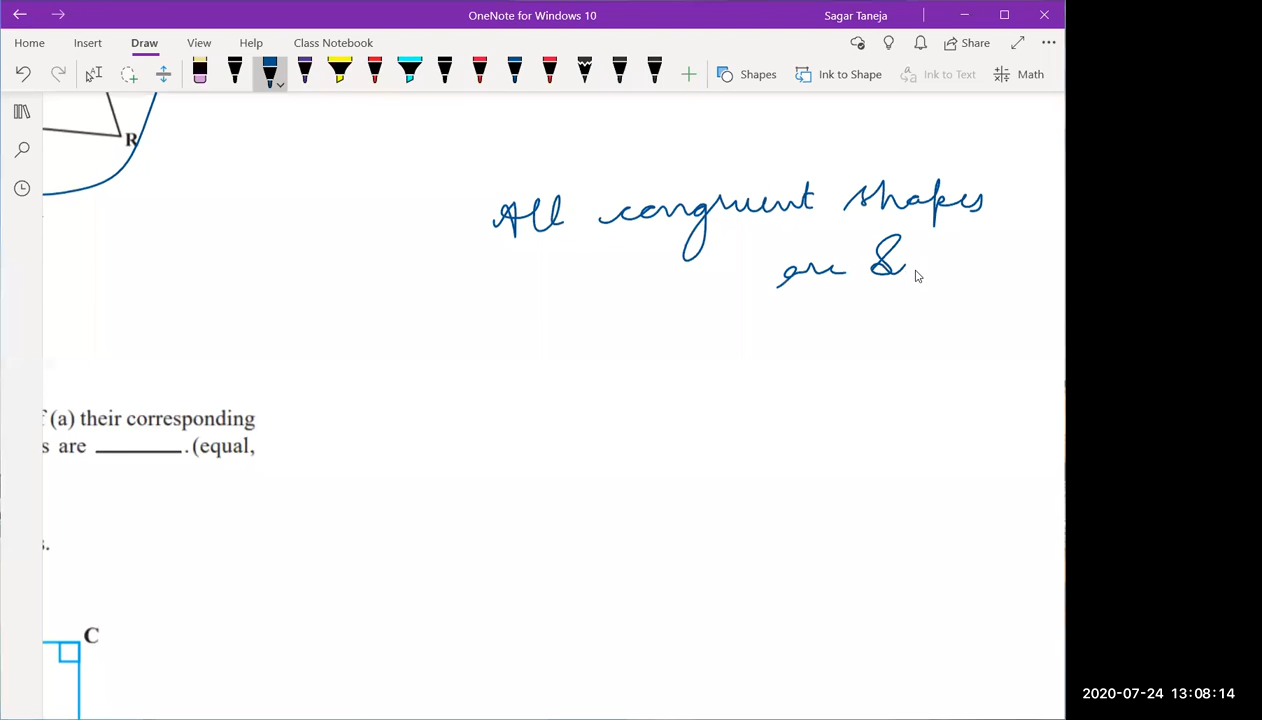 OneNote for Windows 10
Sagar Taneja
Home Insert Draw View Help Class Notebook
Share
Shapes Ink to Shape Ink to Text Math
R
All congruent shapes
are S
f (a) their corresponding
s are ________. (equal,
s.
C
2020-07-24 13:08:14